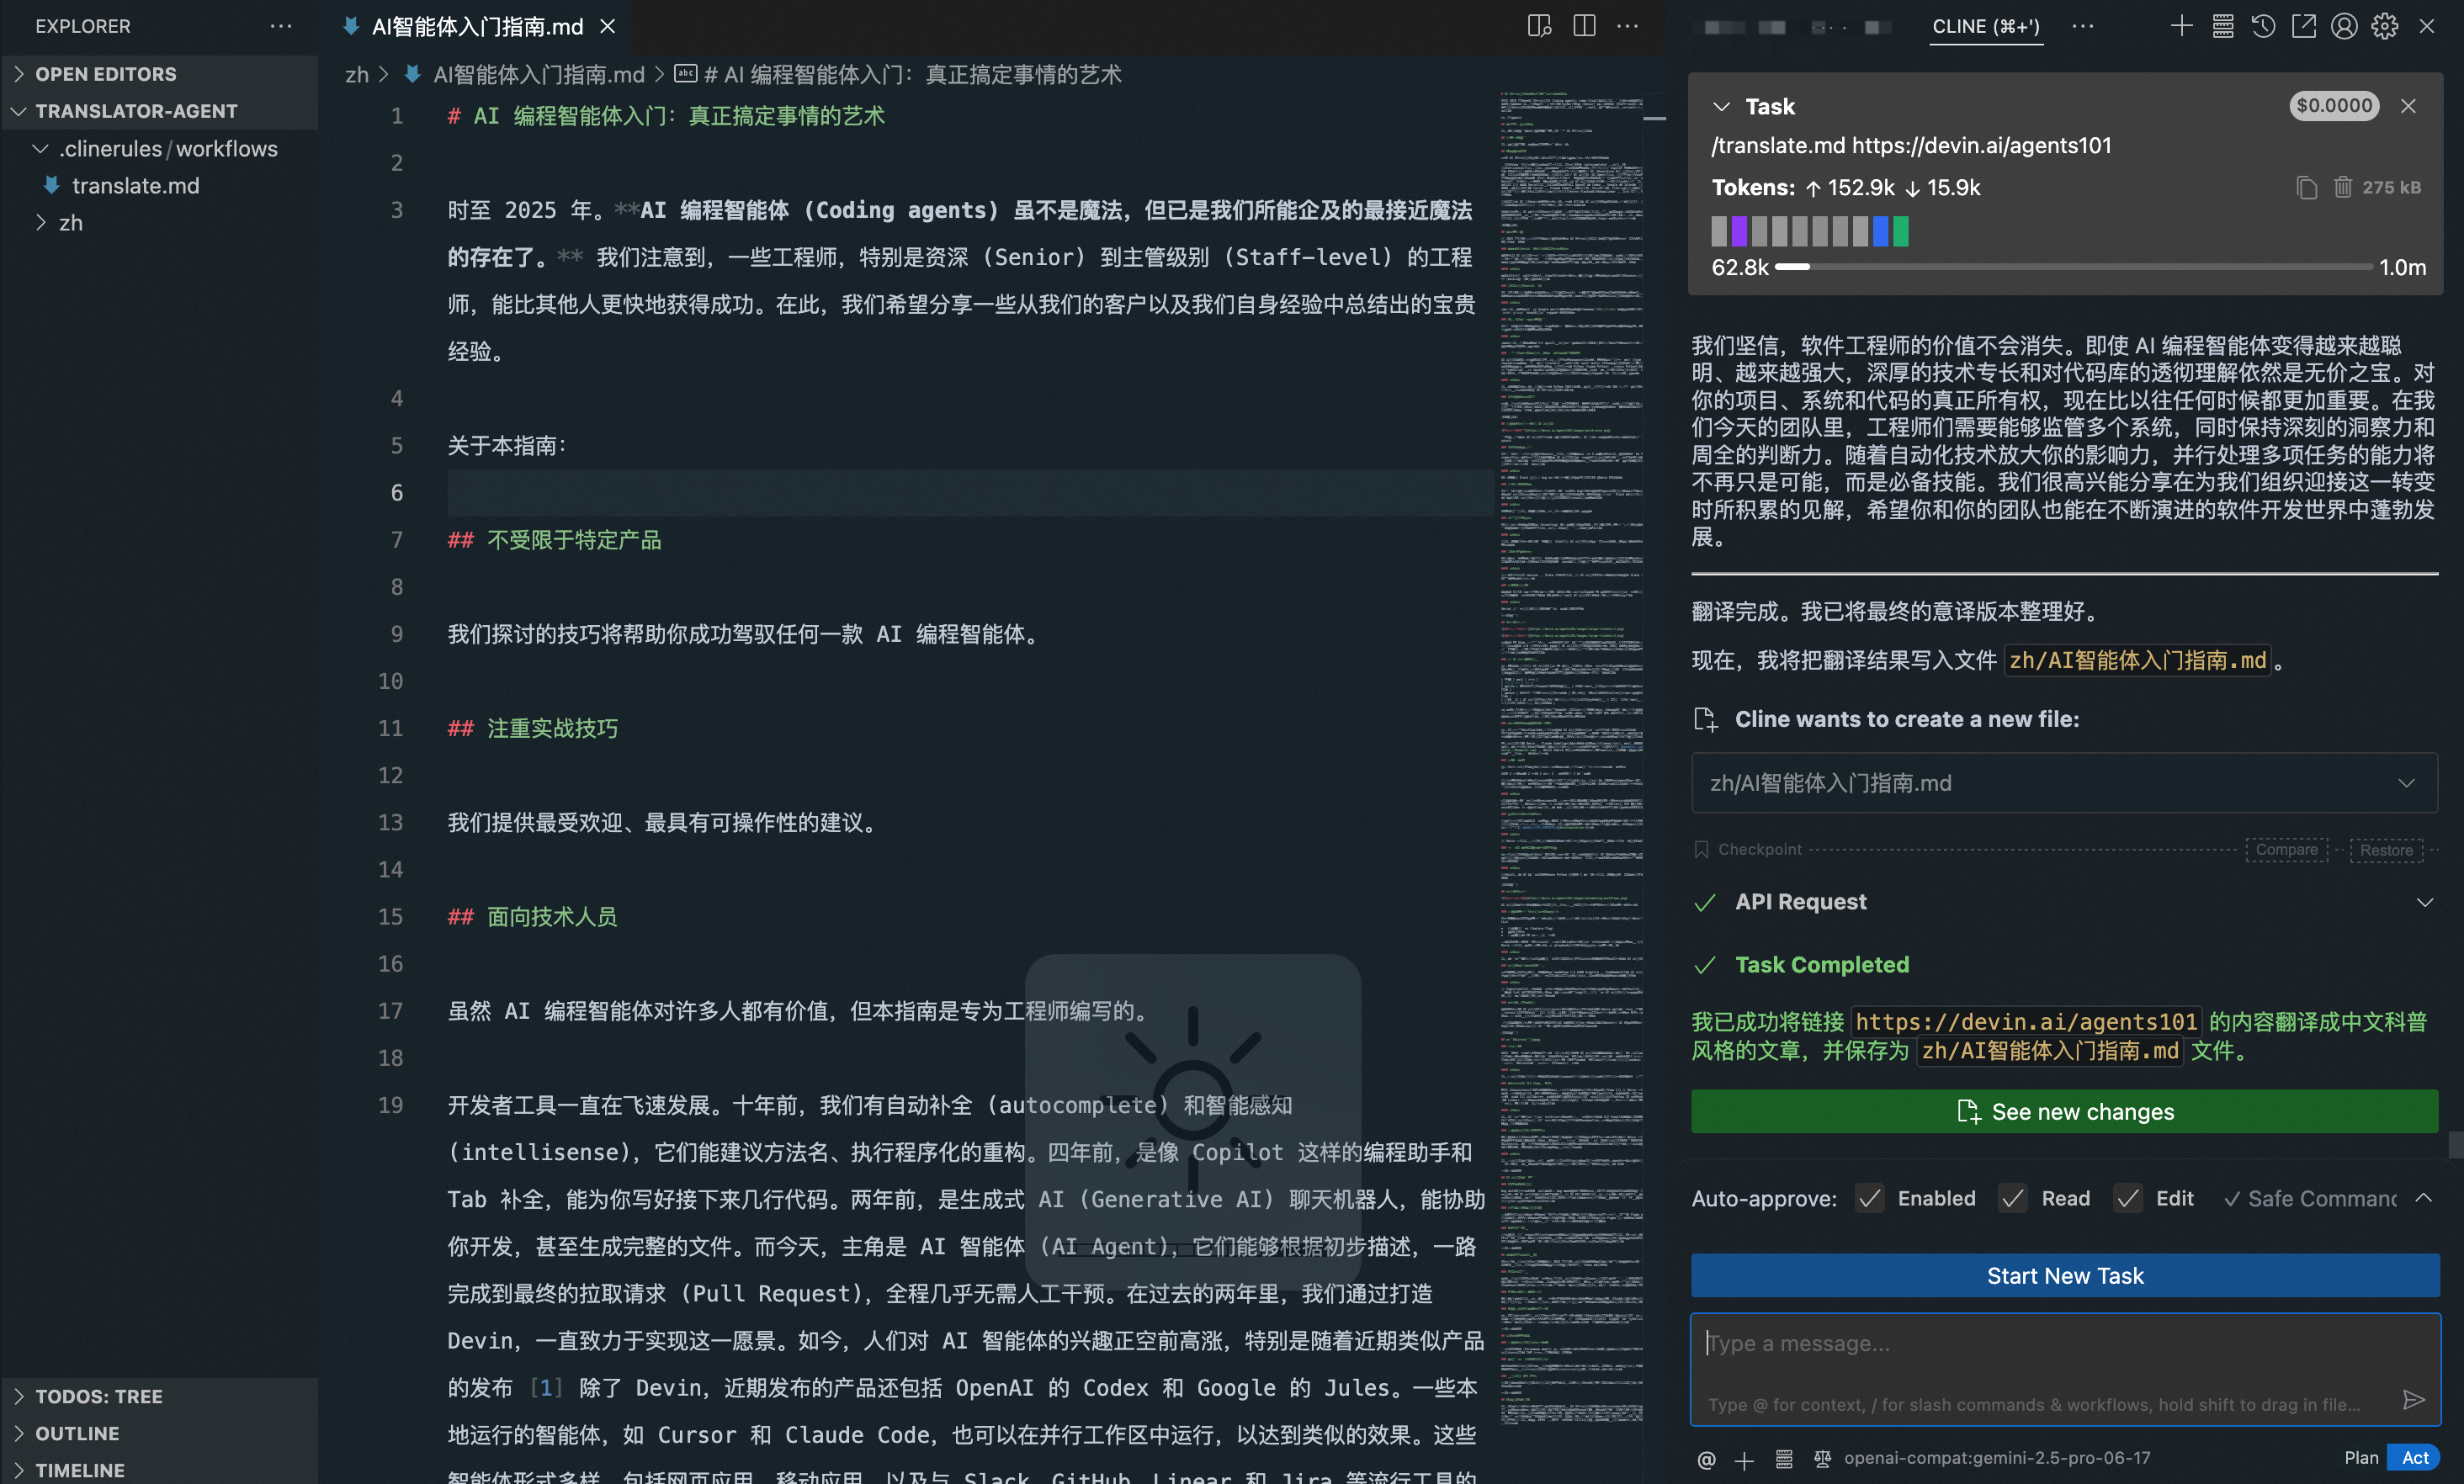 EXPLORER
OPEN EDITORS
TRANSLATOR-AGENT
.clinerules/workflows
translate.md
zh
TODOS: TREE
OUTLINE
TIMELINE
AI智能体入门指南.md
zh > AI智能体入门指南.md > # AI 编程智能体入门：真正搞定事情的艺术
1 # AI 编程智能体入门：真正搞定事情的艺术
2
3 时至 2025 年。**AI 编程智能体 (Coding agents) 虽不是魔法，但已是我们所能企及的最接近魔法
的存在了。** 我们注意到，一些工程师，特别是资深 (Senior) 到主管级别 (Staff-level) 的工程
师，能比其他人更快地获得成功。在此，我们希望分享一些从我们的客户以及我们自身经验中总结出的宝贵
经验。
4
5 关于本指南：
6
7 ## 不受限于特定产品
8
9 我们探讨的技巧将帮助你成功驾驭任何一款 AI 编程智能体。
10
11 ## 注重实战技巧
12
13 我们提供最受欢迎、最具有可操作性的建议。
14
15 ## 面向技术人员
16
17 虽然 AI 编程智能体对许多人都有价值，但本指南是专为工程师编写的。
18
19 开发者工具一直在飞速发展。十年前，我们有自动补全 (autocomplete) 和智能感知
(intellisense)，它们能建议方法名、执行程序化的重构。四年前，是像 Copilot 这样的编程助手和
Tab 补全，能为你写好接下来几行代码。两年前，是生成式 AI (Generative AI) 聊天机器人，能协助
你开发，甚至生成完整的文件。而今天，主角是 AI 智能体 (AI Agent)，它们能够根据初步描述，一路
完成到最终的拉取请求 (Pull Request)，全程几乎无需人工干预。在过去的两年里，我们通过打造
Devin，一直致力于实现这一愿景。如今，人们对 AI 智能体的兴趣正空前高涨，特别是随着近期类似产品
的发布 [1] 除了 Devin，近期发布的产品还包括 OpenAI 的 Codex 和 Google 的 Jules。一些本
地运行的智能体，如 Cursor 和 Claude Code，也可以在并行工作区中运行，以达到类似的效果。这些
智能体形式多样，包括网页应用、移动应用，以及与 Slack、GitHub、Linear 和 Jira 等流行工具的
CLINE (⌘+')
Task
$0.0000
/translate.md https://devin.ai/agents101
Tokens: ↑ 152.9k ↓ 15.9k
275 kB
62.8k 1.0m
我们坚信，软件工程师的价值不会消失。即使 AI 编程智能体变得越来越聪
明、越来越强大，深厚的技术专长和对代码库的透彻理解依然是无价之宝。对
你的项目、系统和代码的真正所有权，现在比以往任何时候都更加重要。在我
们今天的团队里，工程师们需要能够监管多个系统，同时保持深刻的洞察力和
周全的判断力。随着自动化技术放大你的影响力，并行处理多项任务的能力将
不再只是可能，而是必备技能。我们很高兴能分享在为我们组织迎接这一转变
时所积累的见解，希望你和你的团队也能在不断演进的软件开发世界中蓬勃发
展。
翻译完成。我已将最终的意译版本整理好。
现在，我将把翻译结果写入文件 zh/AI智能体入门指南.md。
Cline wants to create a new file:
zh/AI智能体入门指南.md
Checkpoint Compare Restore
API Request
Task Completed
我已成功将链接 https://devin.ai/agents101 的内容翻译成中文科普
风格的文章，并保存为 zh/AI智能体入门指南.md 文件。
See new changes
Auto-approve: Enabled Read Edit Safe Comman
Start New Task
Type a message...
Type @ for context, / for slash commands & workflows, hold shift to drag in file...
@ openai-compat:gemini-2.5-pro-06-17
Plan Act